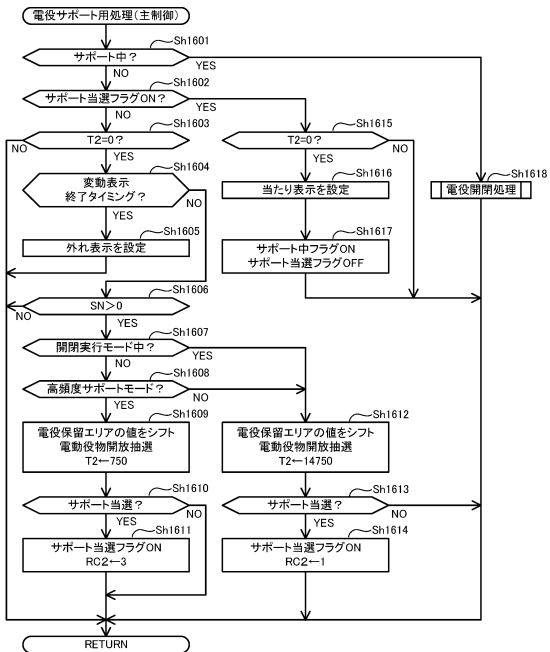 電役サポート用処理(主制御)
Sh1601
サポート中？
YES
NO
Sh1602
サポート当選フラグON？
YES
NO
Sh1603
T2=0？
NO
YES
Sh1615
T2=0？
YES
NO
Sh1604
変動表示
終了タイミング？
NO
YES
Sh1616
当たり表示を設定
Sh1618
電役開閉処理
Sh1605
外れ表示を設定
Sh1617
サポート中フラグON
サポート当選フラグOFF
Sh1606
SN＞0
NO
YES
Sh1607
開閉実行モード中？
YES
NO
Sh1608
高頻度サポートモード？
NO
YES
Sh1609
電役保留エリアの値をシフト
電動役物開放抽選
T2←750
Sh1612
電役保留エリアの値をシフト
電動役物開放抽選
T2←14750
Sh1610
サポート当選？
NO
YES
Sh1613
サポート当選？
NO
YES
Sh1611
サポート当選フラグON
RC2←3
Sh1614
サポート当選フラグON
RC2←1
RETURN